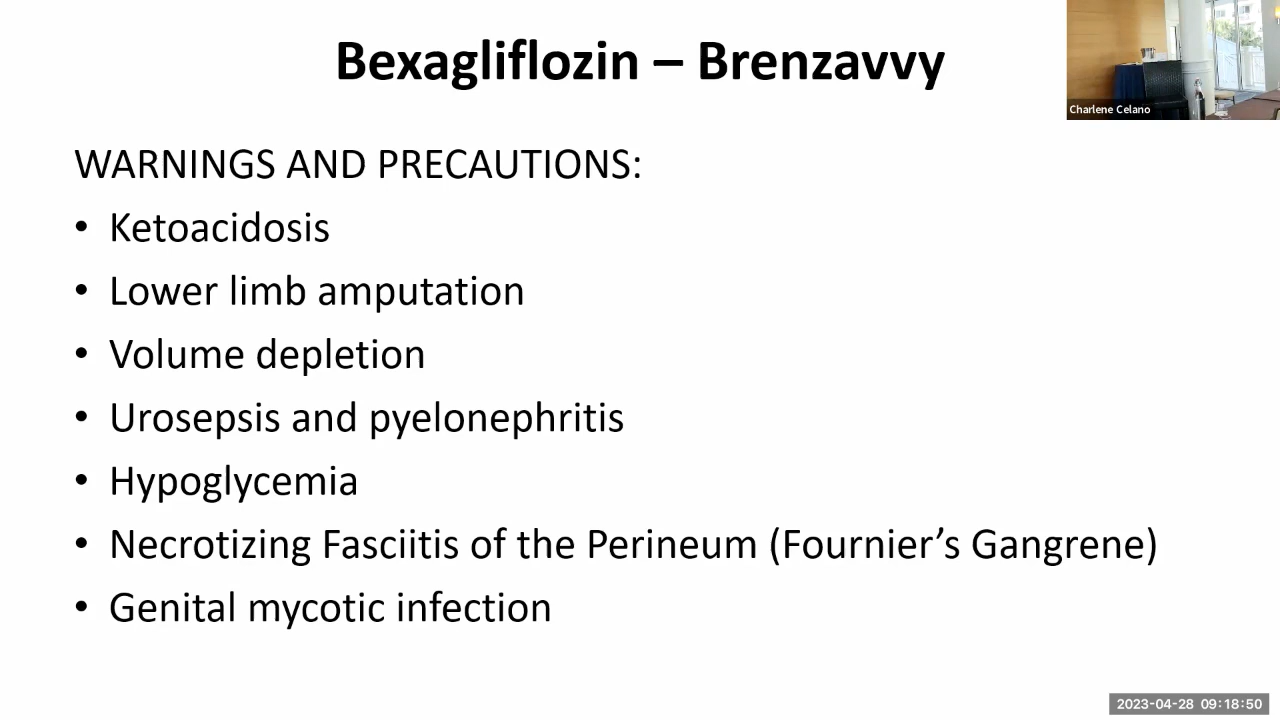 Bexagliflozin – Brenzavvy
Charlene Celano
WARNINGS AND PRECAUTIONS:
• Ketoacidosis
• Lower limb amputation
• Volume depletion
• Urosepsis and pyelonephritis
• Hypoglycemia
• Necrotizing Fasciitis of the Perineum (Fournier’s Gangrene)
• Genital mycotic infection
2023-04-28 09:18:50